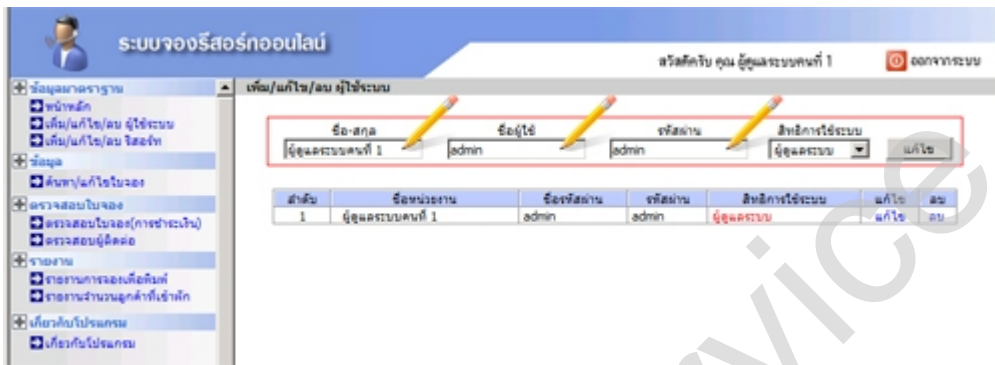 ระบบจองรีสอร์ทออนไลน์
สวัสดีครับ คุณ ผู้ดูแลระบบคนที่ 1 ออกจากระบบ
ข้อมูลมาตราฐาน
หน้าหลัก
เพิ่ม/แก้ไข/ลบ ผู้ใช้ระบบ
เพิ่ม/แก้ไข/ลบ รีสอร์ท
ข้อมูล
ค้นหา/แก้ไขใบจอง
ตรวจสอบใบจอง
ตรวจสอบใบจอง(การชำระเงิน)
ตรวจสอบผู้ติดต่อ
รายงาน
รายงานการจองเพื่อพิมพ์
รายงานจำนวนลูกค้าที่เข้าพัก
เกี่ยวกับโปรแกรม
เกี่ยวกับโปรแกรม
เพิ่ม/แก้ไข/ลบ ผู้ใช้ระบบ
ชื่อ-สกุล ชื่อผู้ใช้ รหัสผ่าน สิทธิการใช้ระบบ
ผู้ดูแลระบบคนที่ 1 admin admin ผู้ดูแลระบบ แก้ไข
ลำดับ ชื่อหน่วยงาน ชื่อรหัสผ่าน รหัสผ่าน สิทธิการใช้ระบบ แก้ไข ลบ
1 ผู้ดูแลระบบคนที่ 1 admin admin ผู้ดูแลระบบ แก้ไข ลบ